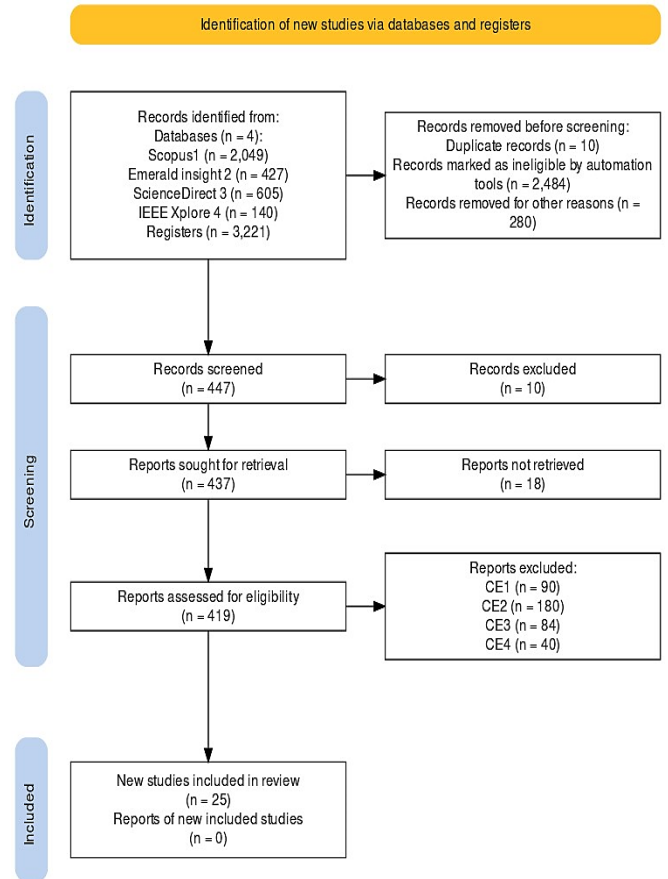 Identification of new studies via databases and registers
Identification
Records identified from:
Databases (n = 4):
Scopus1 (n = 2,049)
Emerald insight 2 (n = 427)
ScienceDirect 3 (n = 605)
IEEE Xplore 4 (n = 140)
Registers (n = 3,221)
Records removed before screening:
Duplicate records (n = 10)
Records marked as ineligible by automation
tools (n = 2,484)
Records removed for other reasons (n =
280)
Screening
Records screened
(n = 447)
Records excluded
(n = 10)
Reports sought for retrieval
(n = 437)
Reports not retrieved
(n = 18)
Reports assessed for eligibility
(n = 419)
Reports excluded:
CE1 (n = 90)
CE2 (n = 180)
CE3 (n = 84)
CE4 (n = 40)
Included
New studies included in review
(n = 25)
Reports of new included studies
(n = 0)